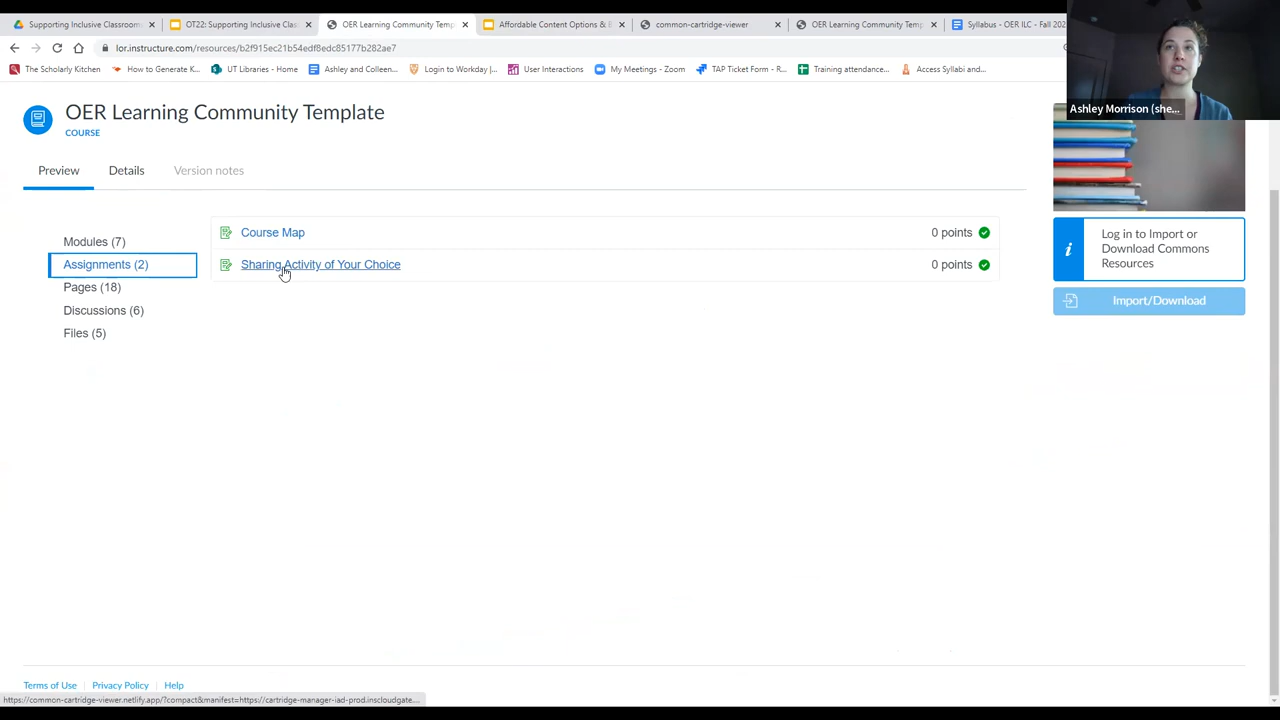 Supporting Inclusive Classroom
OT22: Supporting Inclusive Clas
OER Learning Community Temp
Affordable Content Options & E
common-cartridge-viewer
OER Learning Community Temp
Syllabus - OER ILC - Fall 202
lor.instructure.com/resources/b2f915ec21b54edf8edc85177b282ae7
The Scholarly Kitchen
How to Generate K...
UT Libraries - Home
Ashley and Colleen...
Login to Workday |...
User Interactions
My Meetings - Zoom
TAP Ticket Form - R...
Training attendance...
Access Syllabi and...
Ashley Morrison (she...
OER Learning Community Template
COURSE
Preview
Details
Version notes
Modules (7)
Assignments (2)
Pages (18)
Discussions (6)
Files (5)
Course Map
0 points
Sharing Activity of Your Choice
0 points
Log in to Import or
Download Commons
Resources
Import/Download
Terms of Use
Privacy Policy
Help
https://common-cartridge-viewer.netlify.app/?compact&manifest=https://cartridge-manager-iad-prod.inscloudgate...